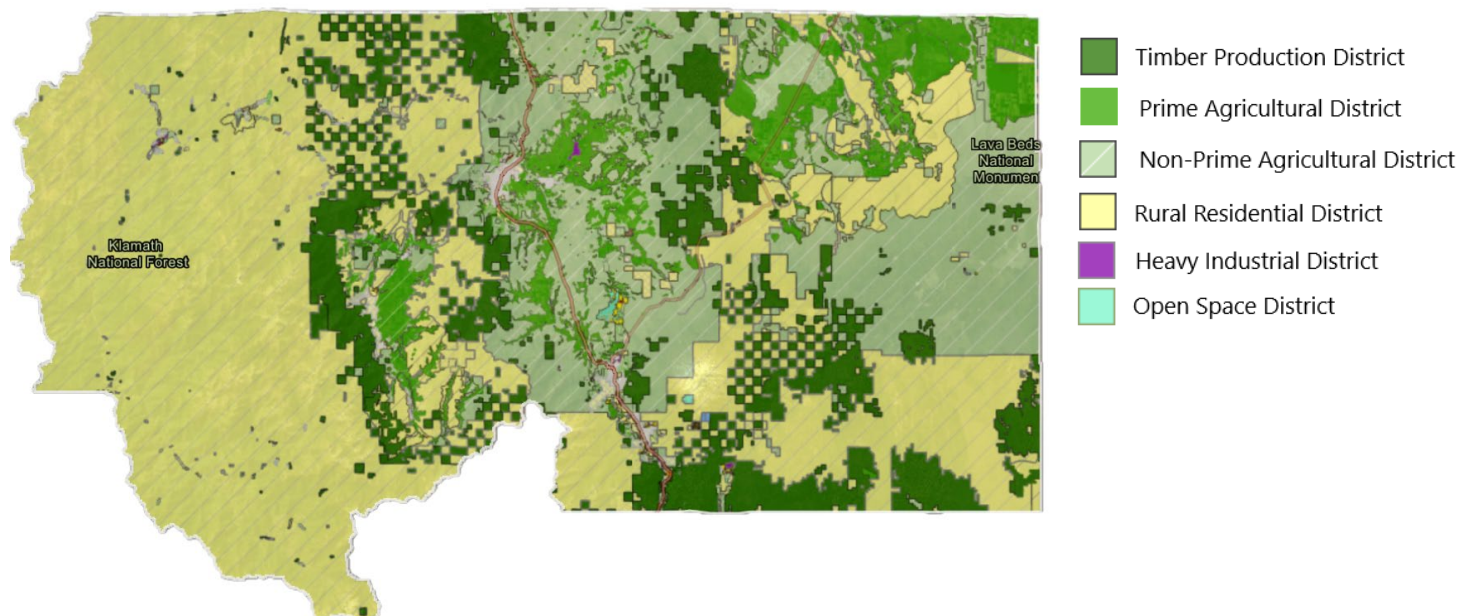 Klamath
National Forest
Lava Beds
National
Monumen
Timber Production District
Prime Agricultural District
Non-Prime Agricultural District
Rural Residential District
Heavy Industrial District
Open Space District